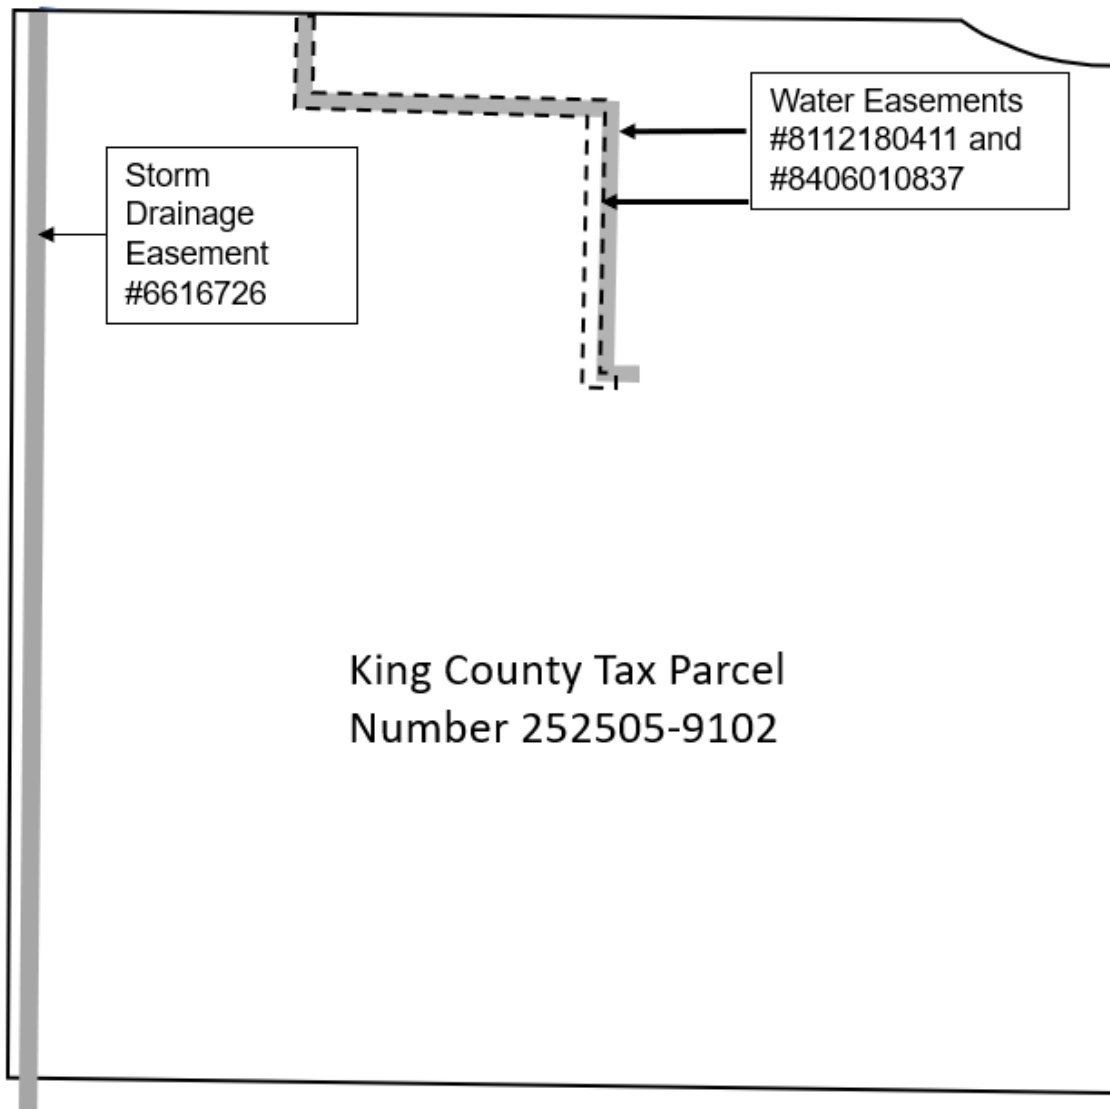 Storm
Drainage
Easement
#6616726
Water Easements
#8112180411 and
#8406010837
King County Tax Parcel
Number 252505-9102